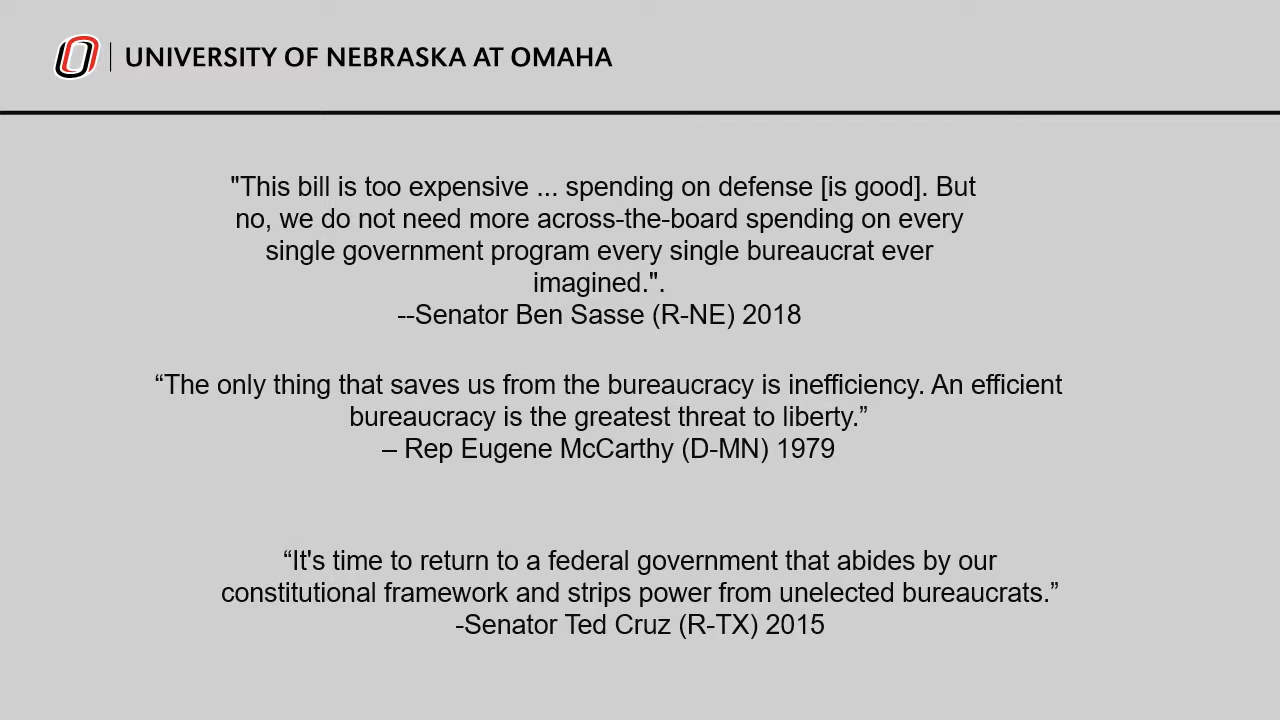 UNIVERSITY OF NEBRASKA AT OMAHA
"This bill is too expensive ... spending on defense [is good]. But
no, we do not need more across-the-board spending on every
single government program every single bureaucrat ever
imagined.".
--Senator Ben Sasse (R-NE) 2018
“The only thing that saves us from the bureaucracy is inefficiency. An efficient
bureaucracy is the greatest threat to liberty.”
– Rep Eugene McCarthy (D-MN) 1979
“It's time to return to a federal government that abides by our
constitutional framework and strips power from unelected bureaucrats.”
-Senator Ted Cruz (R-TX) 2015